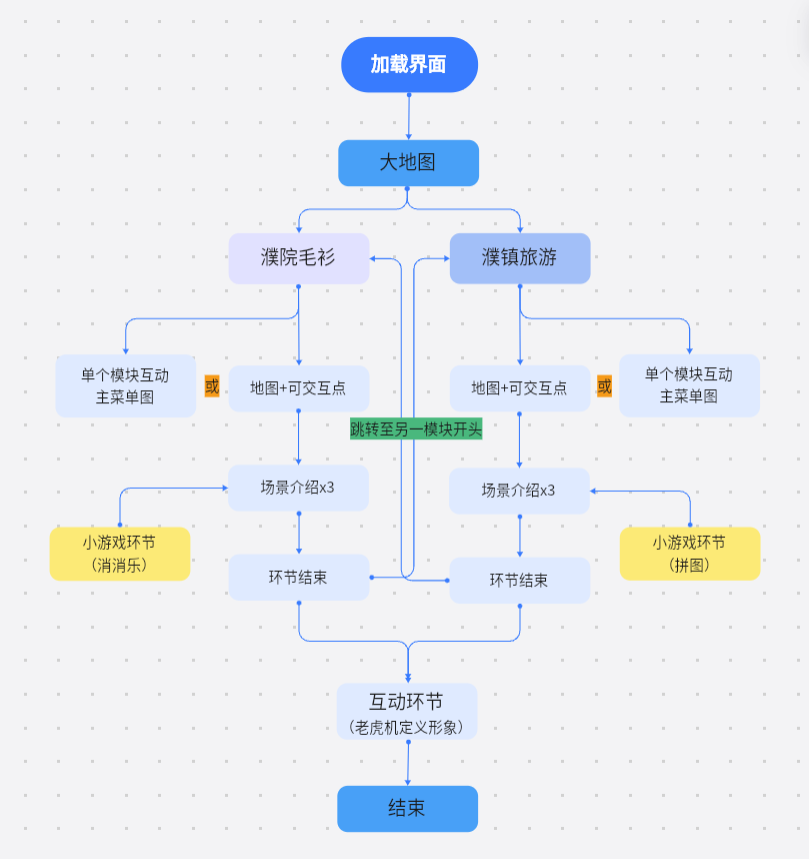 加载界面
大地图
濮院毛衫
濮镇旅游
单个模块互动
主菜单图
或
地图+可交互点
地图+可交互点
或
单个模块互动
主菜单图
跳转至另一模块开头
场景介绍x3
场景介绍x3
小游戏环节
（消消乐）
小游戏环节
（拼图）
环节结束
环节结束
互动环节
（老虎机定义形象）
结束